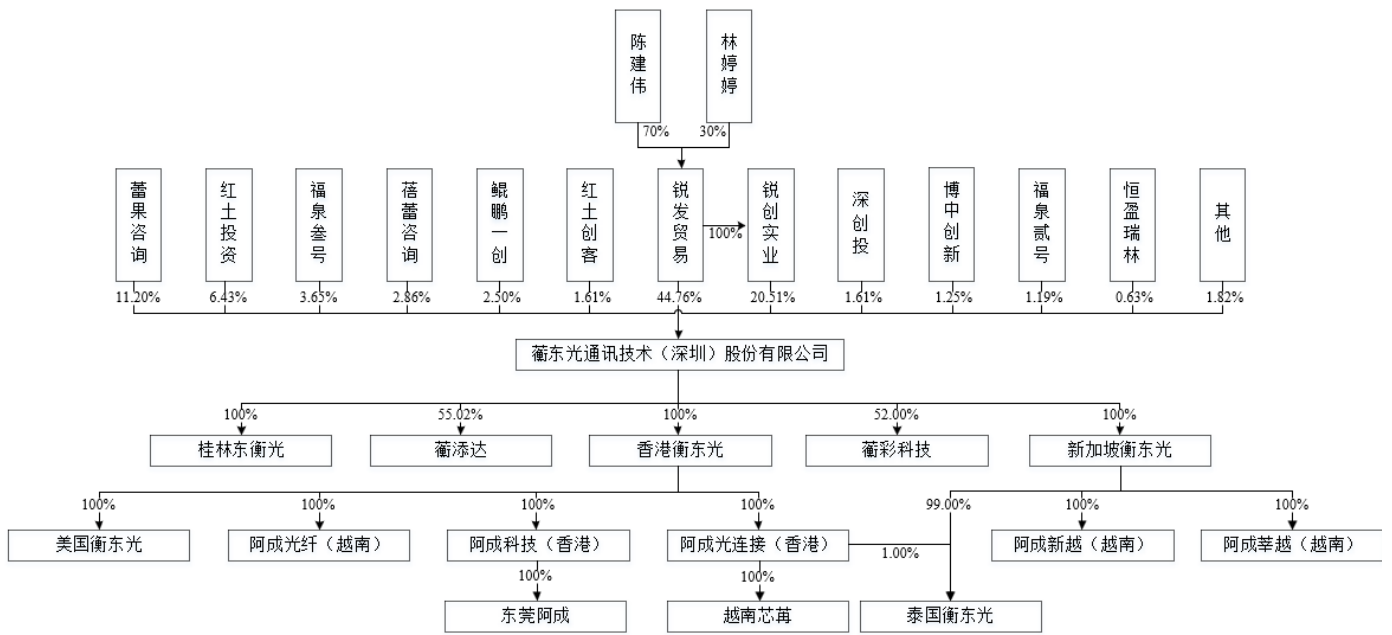 陈建伟
林婷婷
70%
30%
蕾果咨询
红土投资
福泉叁号
蓓蕾咨询
鲲鹏一创
红土创客
锐发贸易
100%
锐创实业
深创投
博中创新
福泉贰号
恒盈瑞林
其他
11.20%
6.43%
3.65%
2.86%
2.50%
1.61%
44.76%
20.51%
1.61%
1.25%
1.19%
0.63%
1.82%
蘅东光通讯技术（深圳）股份有限公司
100%
55.02%
100%
52.00%
100%
桂林东衡光
蘅添达
香港衡东光
蘅彩科技
新加坡衡东光
100%
100%
100%
100%
99.00%
100%
100%
美国衡东光
阿成光纤（越南）
阿成科技（香港）
阿成光连接（香港）
1.00%
阿成新越（越南）
阿成莘越（越南）
100%
100%
东莞阿成
越南芯苒
泰国衡东光